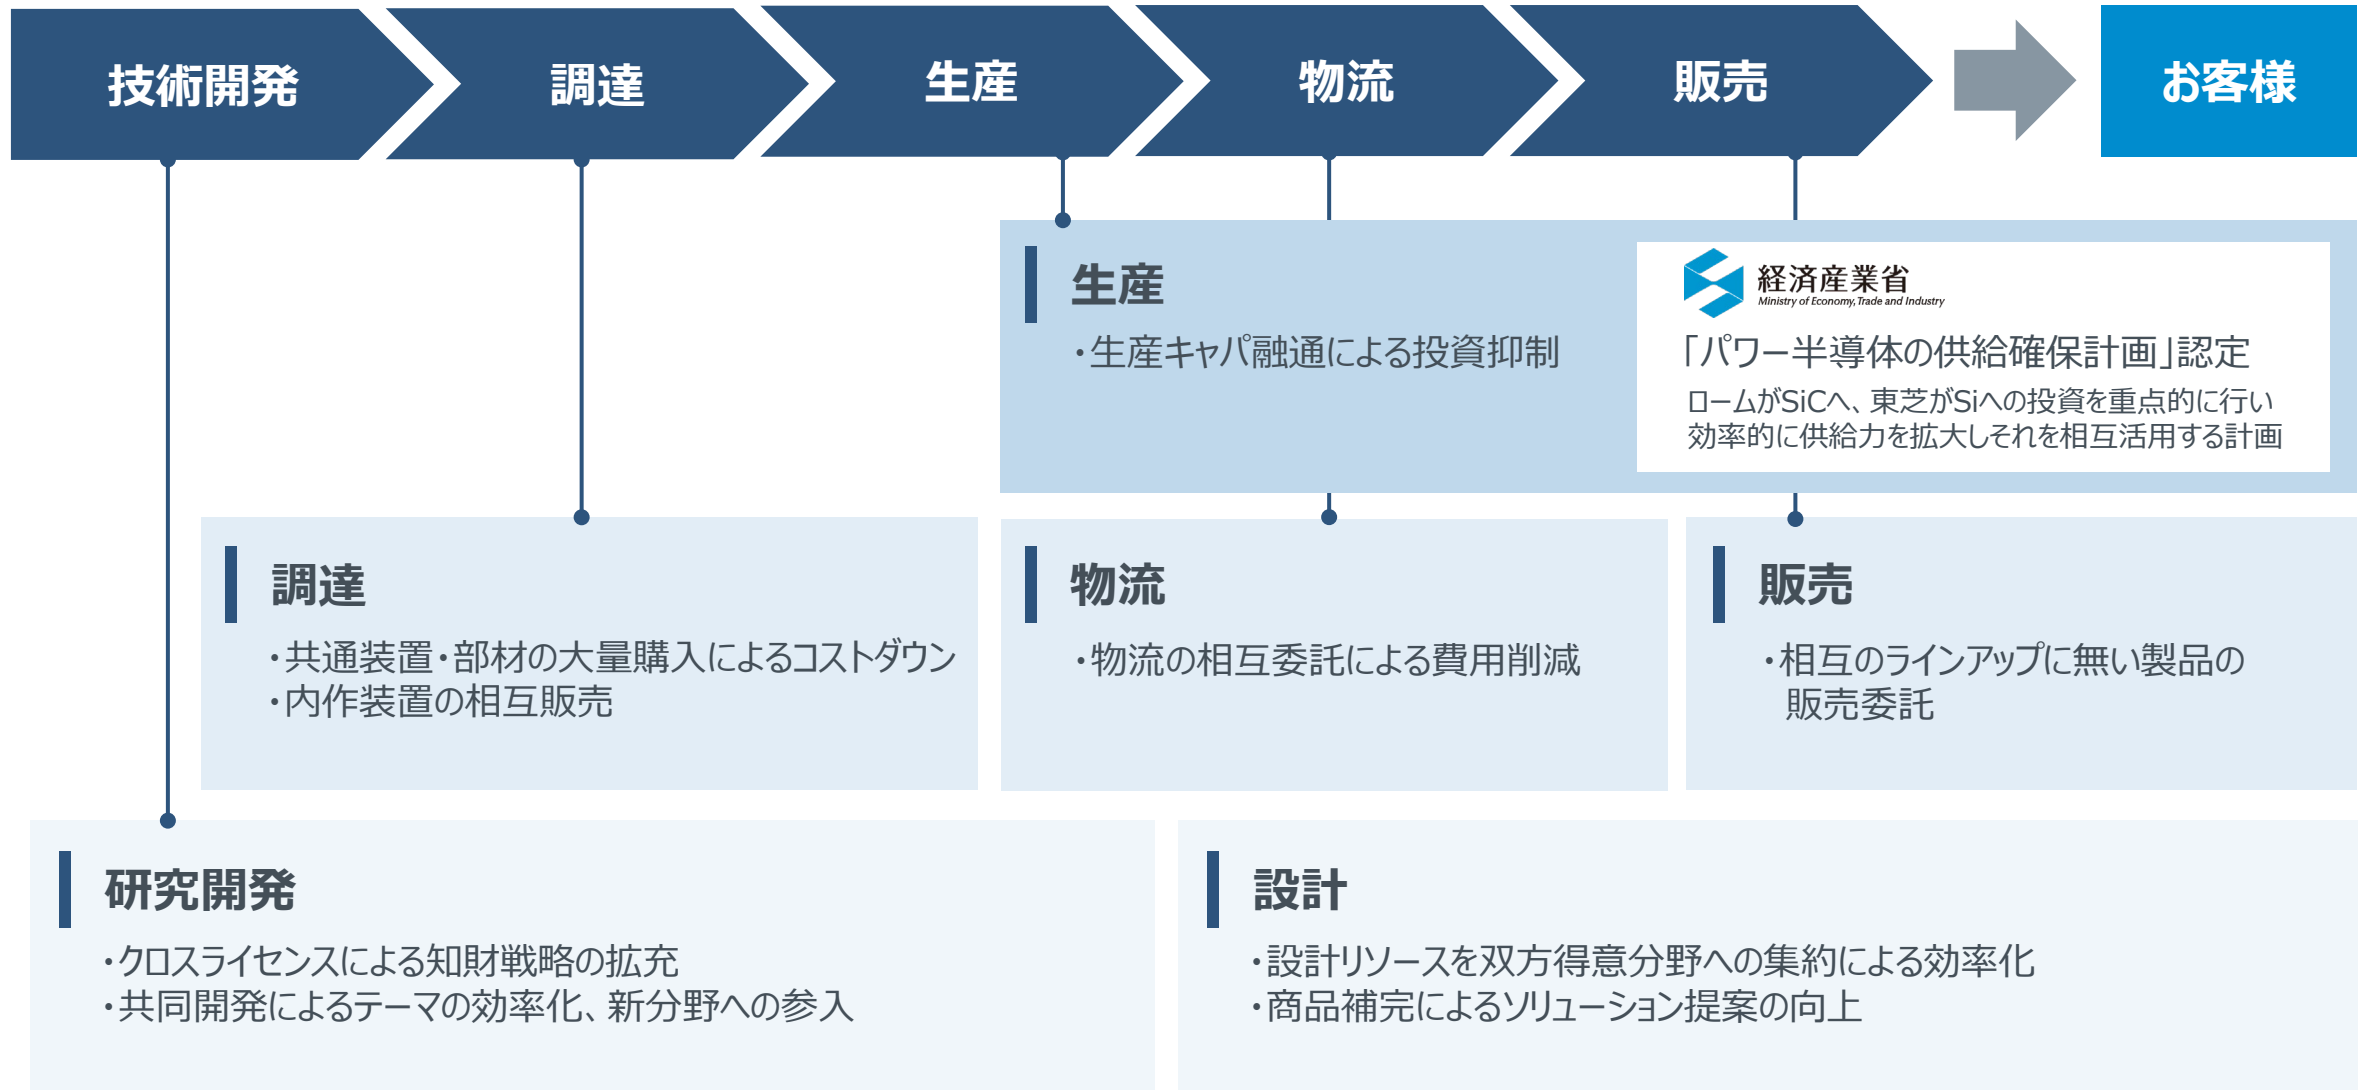 技術開発
調達
生産
物流
販売
お客様
生産
・生産キャパ融通による投資抑制
経済産業省
Ministry of Economy, Trade and Industry
「パワー半導体の供給確保計画」認定
ロームがSiCへ、東芝がSiへの投資を重点的に行い
効率的に供給力を拡大しそれを相互活用する計画
調達
・共通装置・部材の大量購入によるコストダウン
・内作装置の相互販売
物流
・物流の相互委託による費用削減
販売
・相互のラインアップに無い製品の
販売委託
研究開発
・クロスライセンスによる知財戦略の拡充
・共同開発によるテーマの効率化、新分野への参入
設計
・設計リソースを双方得意分野への集約による効率化
・商品補完によるソリューション提案の向上